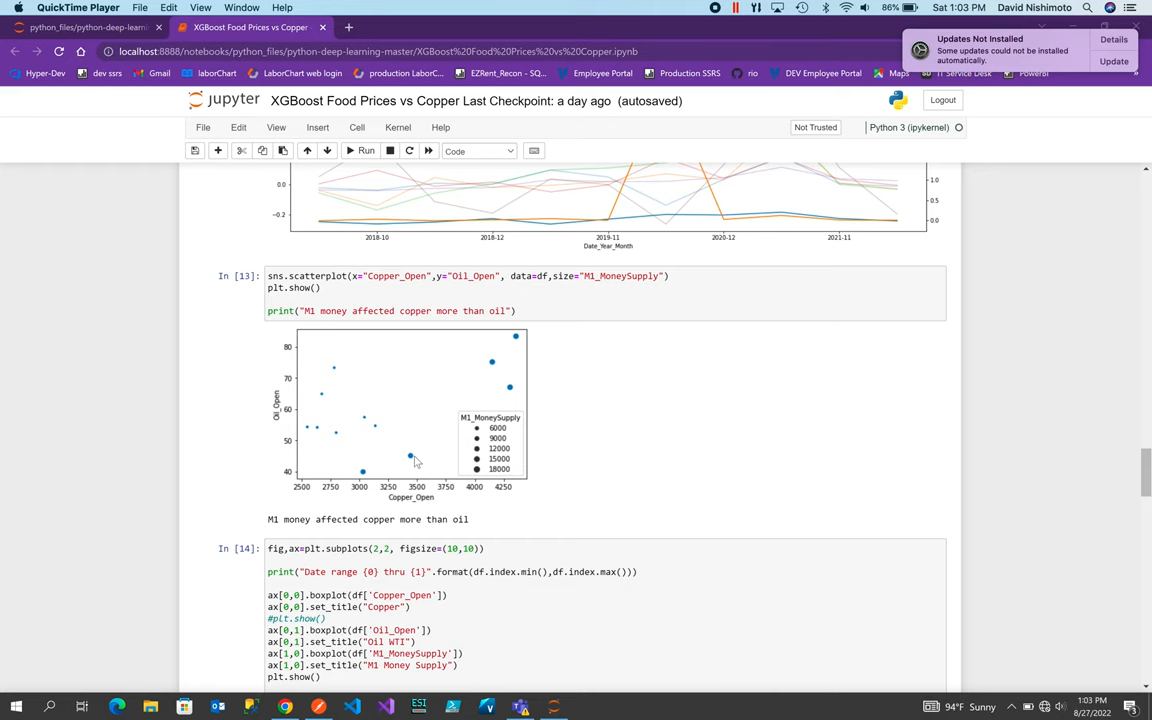 QuickTime Player File Edit View Window Help 86% Sat 1:03 PM David Nishimoto
python_files/python-deep-learni XGBoost Food Prices vs Copper
localhost:8888/notebooks/python_files/python-deep-learning-master/XGBoost%20Food%20Prices%20vs%20Copper.ipynb
Updates Not Installed
Some updates could not be installed
automatically.
Details
Update
Hyper-Dev dev ssrs Gmail laborChart LaborChart web login production LaborC... EZRent_Recon - SQ... Employee Portal Production SSRS rio DEV Employee Portal Maps IT Service Desk PowerBI
jupyter XGBoost Food Prices vs Copper Last Checkpoint: a day ago (autosaved) Logout
File Edit View Insert Cell Kernel Help Not Trusted Python 3 (ipykernel)
Run Code
0.0 1.0
−0.2 0.0
2018-10 2018-12 2019-11 2020-12 2021-11
Date_Year_Month
In [13]: sns.scatterplot(x="Copper_Open",y="Oil_Open", data=df,size="M1_MoneySupply")
plt.show()
print("M1 money affected copper more than oil")
80
70
60
50
40
Oil_Open
M1_MoneySupply
6000
9000
12000
15000
18000
2500 2750 3000 3250 3500 3750 4000 4250
Copper_Open
M1 money affected copper more than oil
In [14]: fig,ax=plt.subplots(2,2, figsize=(10,10))
print("Date range {0} thru {1}".format(df.index.min(),df.index.max()))
ax[0,0].boxplot(df['Copper_Open'])
ax[0,0].set_title("Copper")
#plt.show()
ax[0,1].boxplot(df['Oil_Open'])
ax[0,1].set_title("Oil WTI")
ax[1,0].boxplot(df['M1_MoneySupply'])
ax[1,0].set_title("M1 Money Supply")
plt.show()
ESI
94°F Sunny
1:03 PM
8/27/2022
3